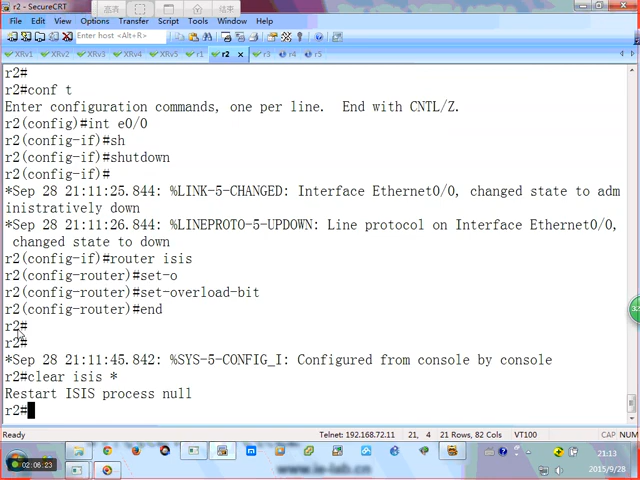 r2 - SecureCRT
高清
结束
File Edit View Options Transfer Script Tools Window Help
Enter host <Alt+R>
XRv1 XRv2 XRv3 XRv4 XRv5 r1 r2 r3 r4 r5
r2#
r2#conf t
Enter configuration commands, one per line.  End with CNTL/Z.
r2(config)#int e0/0
r2(config-if)#sh
r2(config-if)#shutdown
r2(config-if)#
*Sep 28 21:11:25.844: %LINK-5-CHANGED: Interface Ethernet0/0, changed state to adm
inistratively down
*Sep 28 21:11:26.844: %LINEPROTO-5-UPDOWN: Line protocol on Interface Ethernet0/0,
 changed state to down
r2(config-if)#router isis
r2(config-router)#set-o
r2(config-router)#set-overload-bit
r2(config-router)#end
r2#
r2#
*Sep 28 21:11:45.842: %SYS-5-CONFIG_I: Configured from console by console
r2#clear isis *
Restart ISIS process null
r2#
Ready Telnet: 192.168.72.11 21, 4 21 Rows, 82 Cols VT100 CAP NUM
02:06:23
21:13
2015/9/28
www.ie-lab.cn